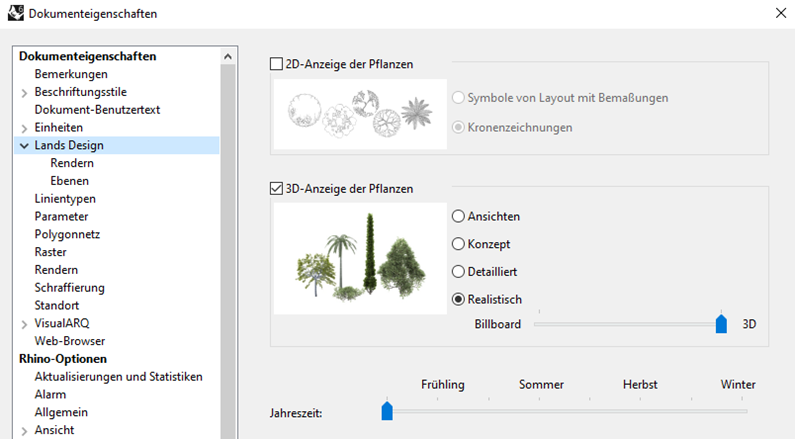 Dokumenteigenschaften
Dokumenteigenschaften
Bemerkungen
Beschriftungsstile
Dokument-Benutzertext
Einheiten
Lands Design
Rendern
Ebenen
Linientypen
Parameter
Polygonnetz
Raster
Rendern
Schraffierung
Standort
VisualARQ
Web-Browser
Rhino-Optionen
Aktualisierungen und Statistiken
Alarm
Allgemein
Ansicht
2D-Anzeige der Pflanzen
Symbole von Layout mit Bemaßungen
Kronenzeichnungen
3D-Anzeige der Pflanzen
Ansichten
Konzept
Detailliert
Realistisch
Billboard 3D
Frühling Sommer Herbst Winter
Jahreszeit: